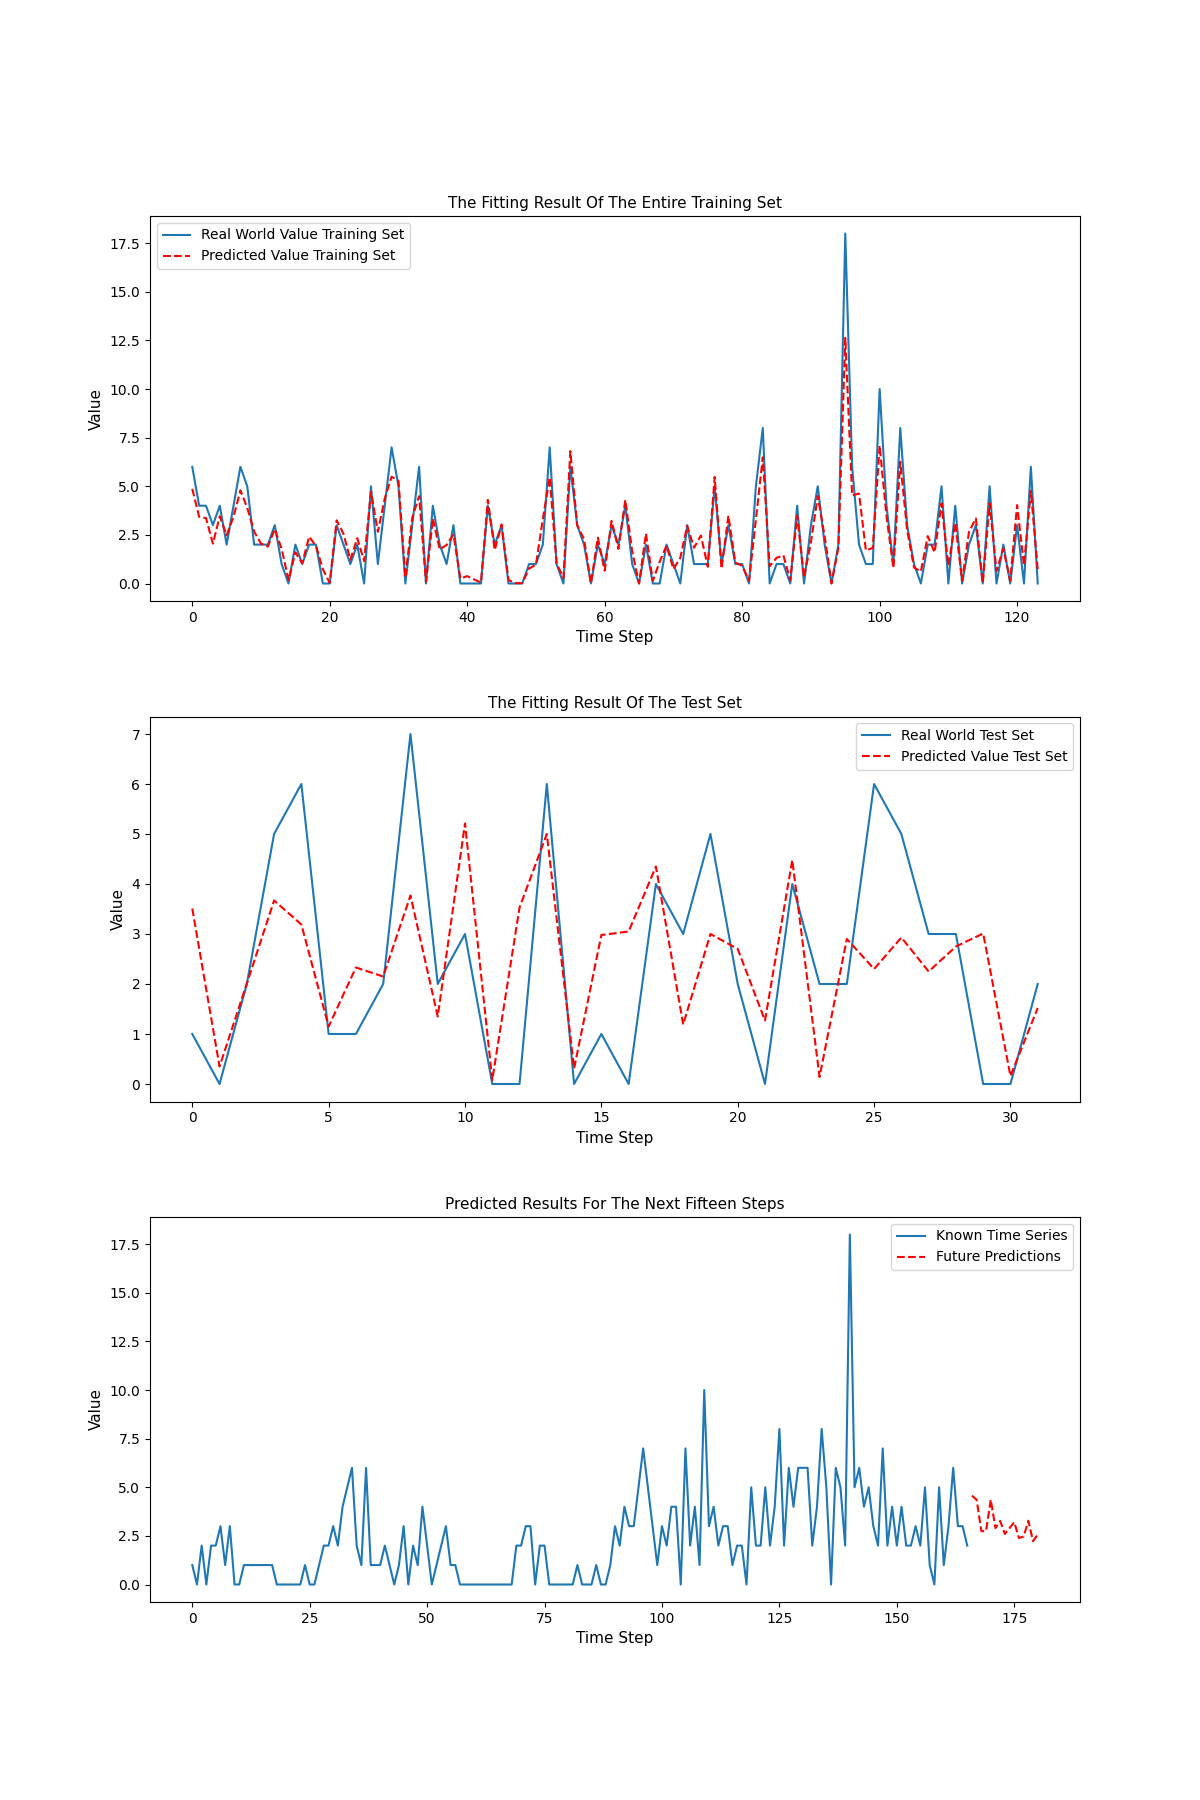 The Fitting Result Of The Entire Training Set
Real World Value Training Set
Predicted Value Training Set
Value
17.5
15.0
12.5
10.0
7.5
5.0
2.5
0.0
0 20 40 60 80 100 120
Time Step
The Fitting Result Of The Test Set
Real World Test Set
Predicted Value Test Set
Value
7
6
5
4
3
2
1
0
0 5 10 15 20 25 30
Time Step
Predicted Results For The Next Fifteen Steps
Known Time Series
Future Predictions
Value
17.5
15.0
12.5
10.0
7.5
5.0
2.5
0.0
0 25 50 75 100 125 150 175
Time Step